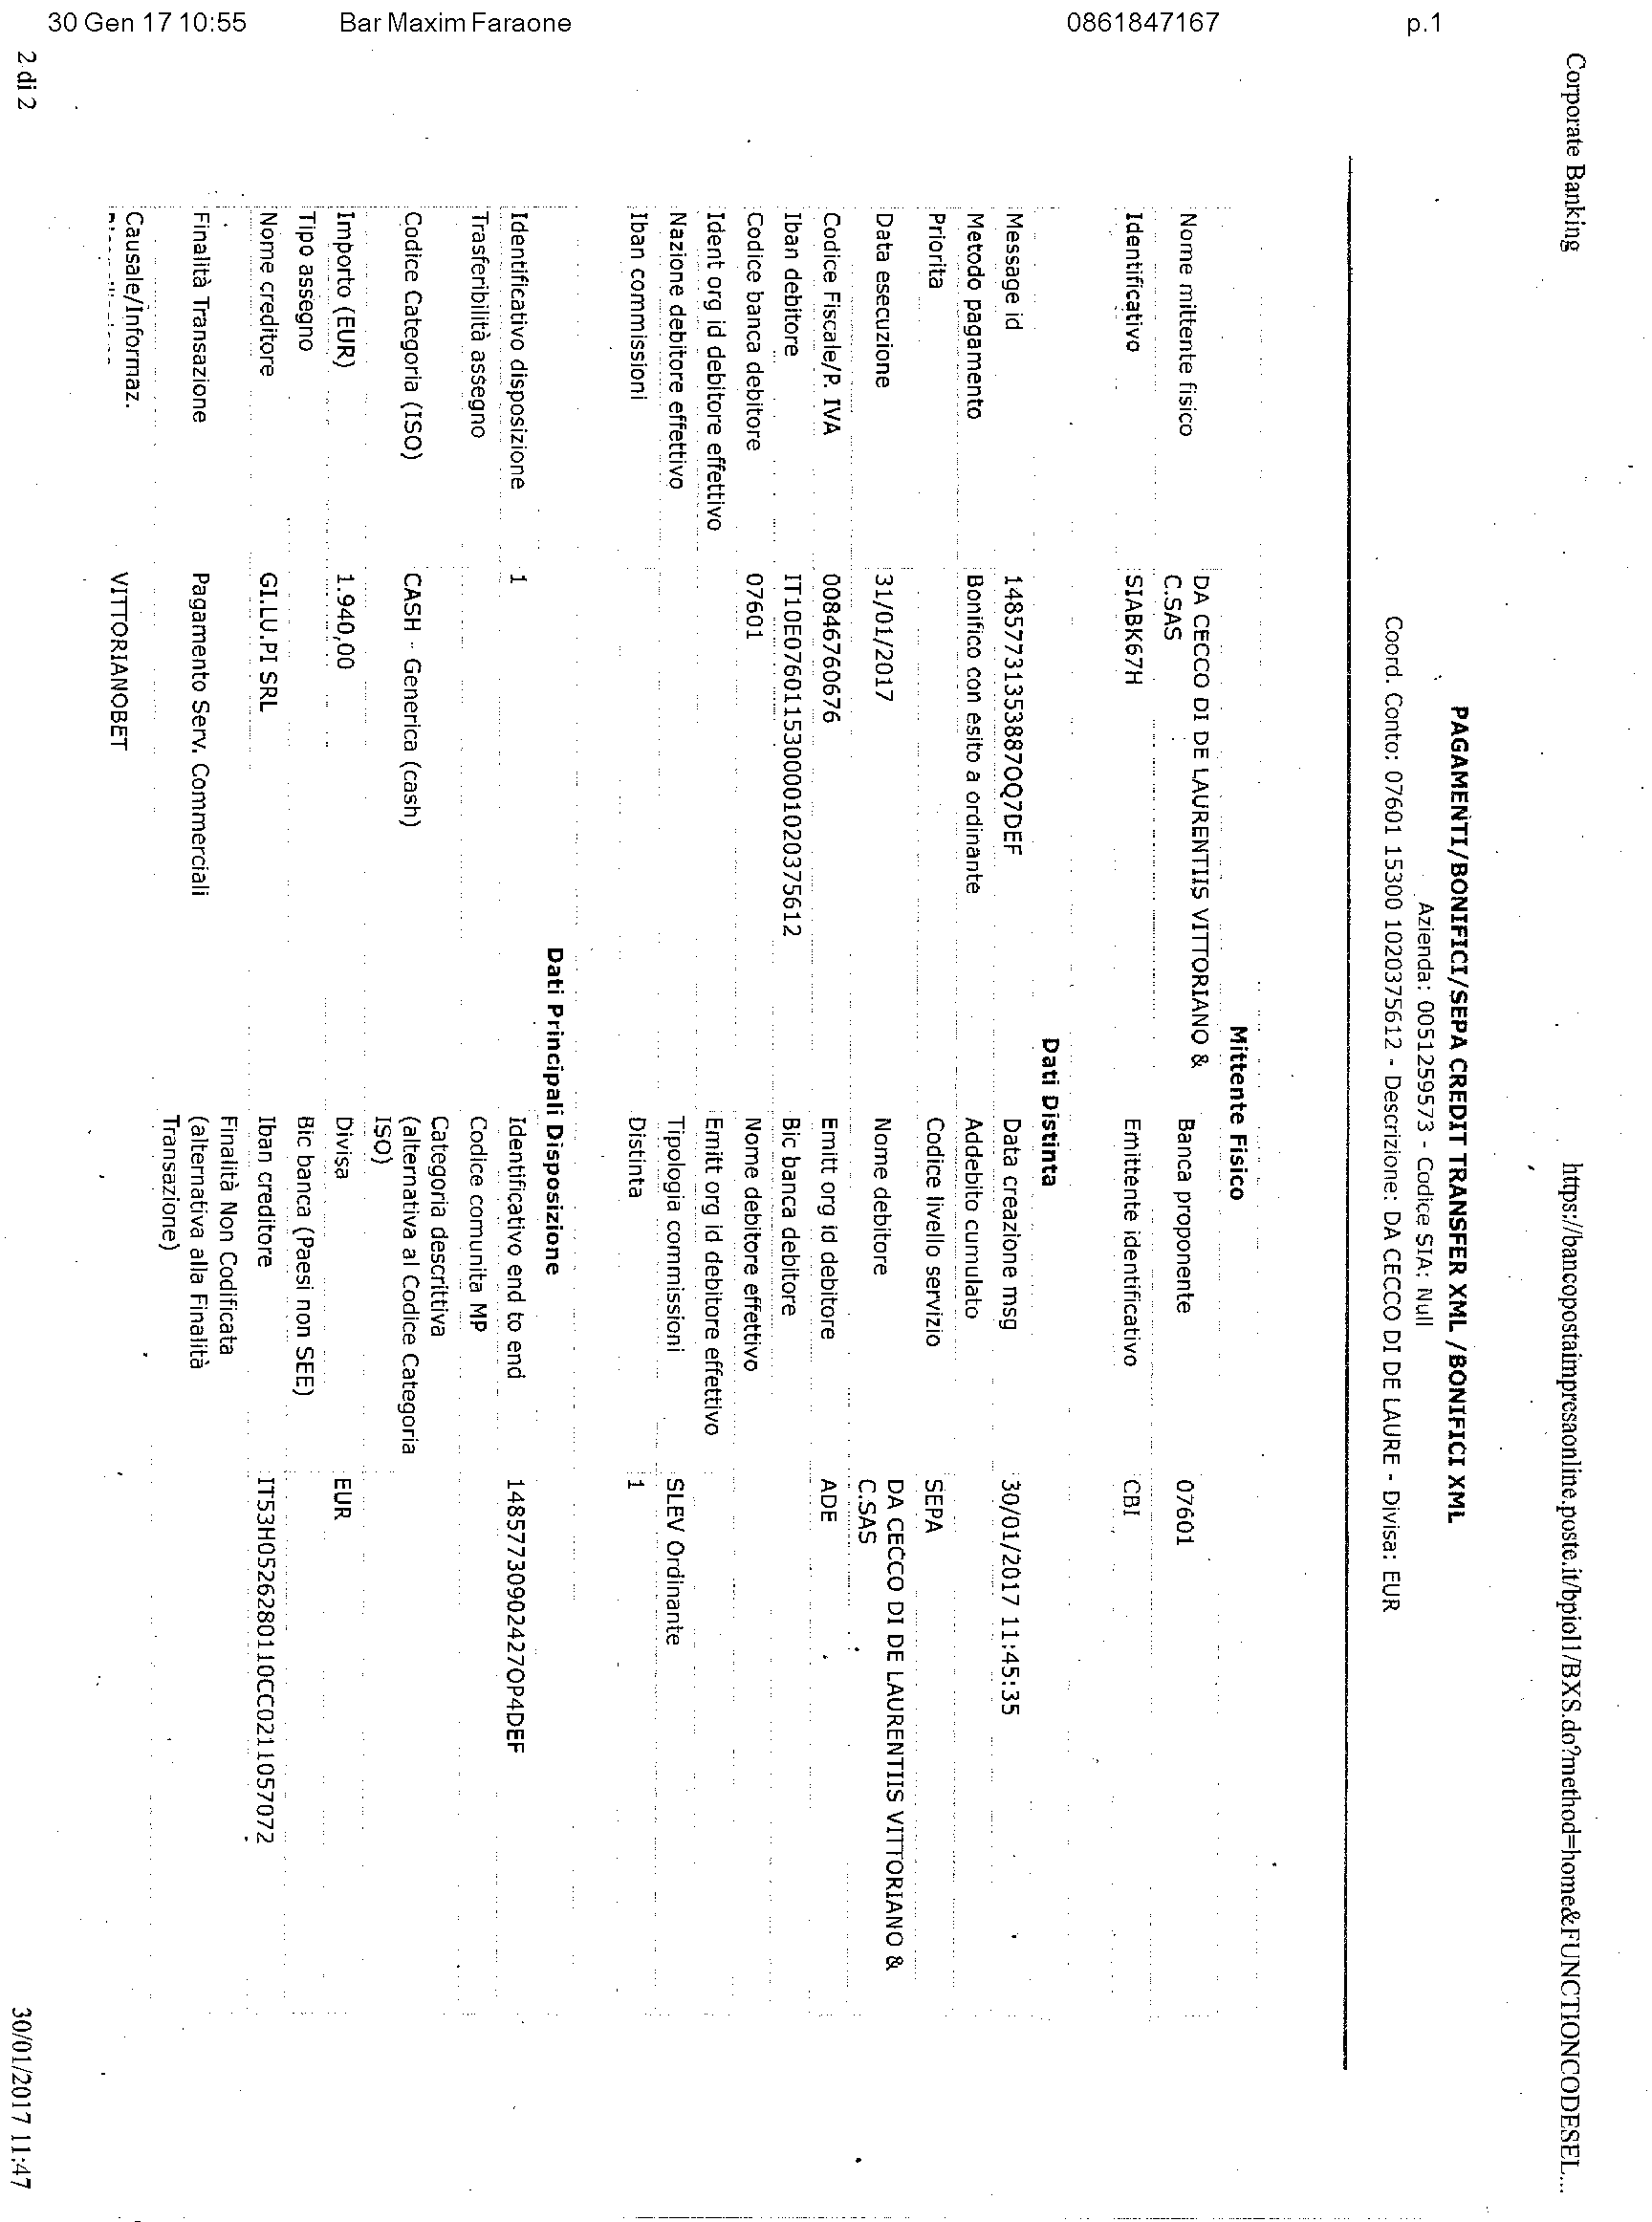 30 Gen 17 10:55 Bar Maxim Faraone 0861847167 p.1
Corporate Banking https://bancopostaimpresaonline.poste.it/bpiol1/BXS.do?method=home&FUNCTIONCODESEL...
PAGAMENTI/BONIFICI/SEPA CREDIT TRANSFER XML /BONIFICI XML
Azienda: 0051259573 - Codice SIA: Null
Coord. Conto: 07601 15300 1020375612 - Descrizione: DA CECCO DI DE LAURE - Divisa: EUR
Mittente Fisico
Nome mittente fisico DA CECCO DI DE LAURENTIIS VITTORIANO & C.SAS Banca proponente 07601
Identificativo SIABK67H Emittente identificativo CBI
Dati Distinta
Message id 14857731353887OQ7DEF Data creazione msg 30/01/2017 11:45:35
Metodo pagamento Bonifico con esito a ordinante Addebito cumulato
Priorita Codice livello servizio SEPA
Data esecuzione 31/01/2017 Nome debitore DA CECCO DI DE LAURENTIIS VITTORIANO & C.SAS
Codice Fiscale/P. IVA 00846760676 Emitt org id debitore ADE
Iban debitore IT10E0760115300001020375612 Bic banca debitore
Codice banca debitore 07601 Nome debitore effettivo
Ident org id debitore effettivo Emitt org id debitore effettivo
Nazione debitore effettivo Tipologia commissioni SLEV Ordinante
Iban commissioni Distinta 1
Dati Principali Disposizione
Identificativo disposizione 1 Identificativo end to end 14857730902427OP4DEF
Trasferibilità assegno Codice comunita MP
Codice Categoria (ISO) CASH - Generica (cash) Categoria descrittiva (alternativa al Codice Categoria ISO)
Importo (EUR) 1.940,00 Divisa EUR
Tipo assegno Bic banca (Paesi non SEE)
Nome creditore GI.LU.PI SRL Iban creditore IT53H0526280110CC0211057072
Finalità Transazione Pagamento Serv. Commerciali Finalità Non Codificata (alternativa alla Finalità Transazione)
Causale/Informaz. VITTORIANOBET
2 di 2 30/01/2017 11:47